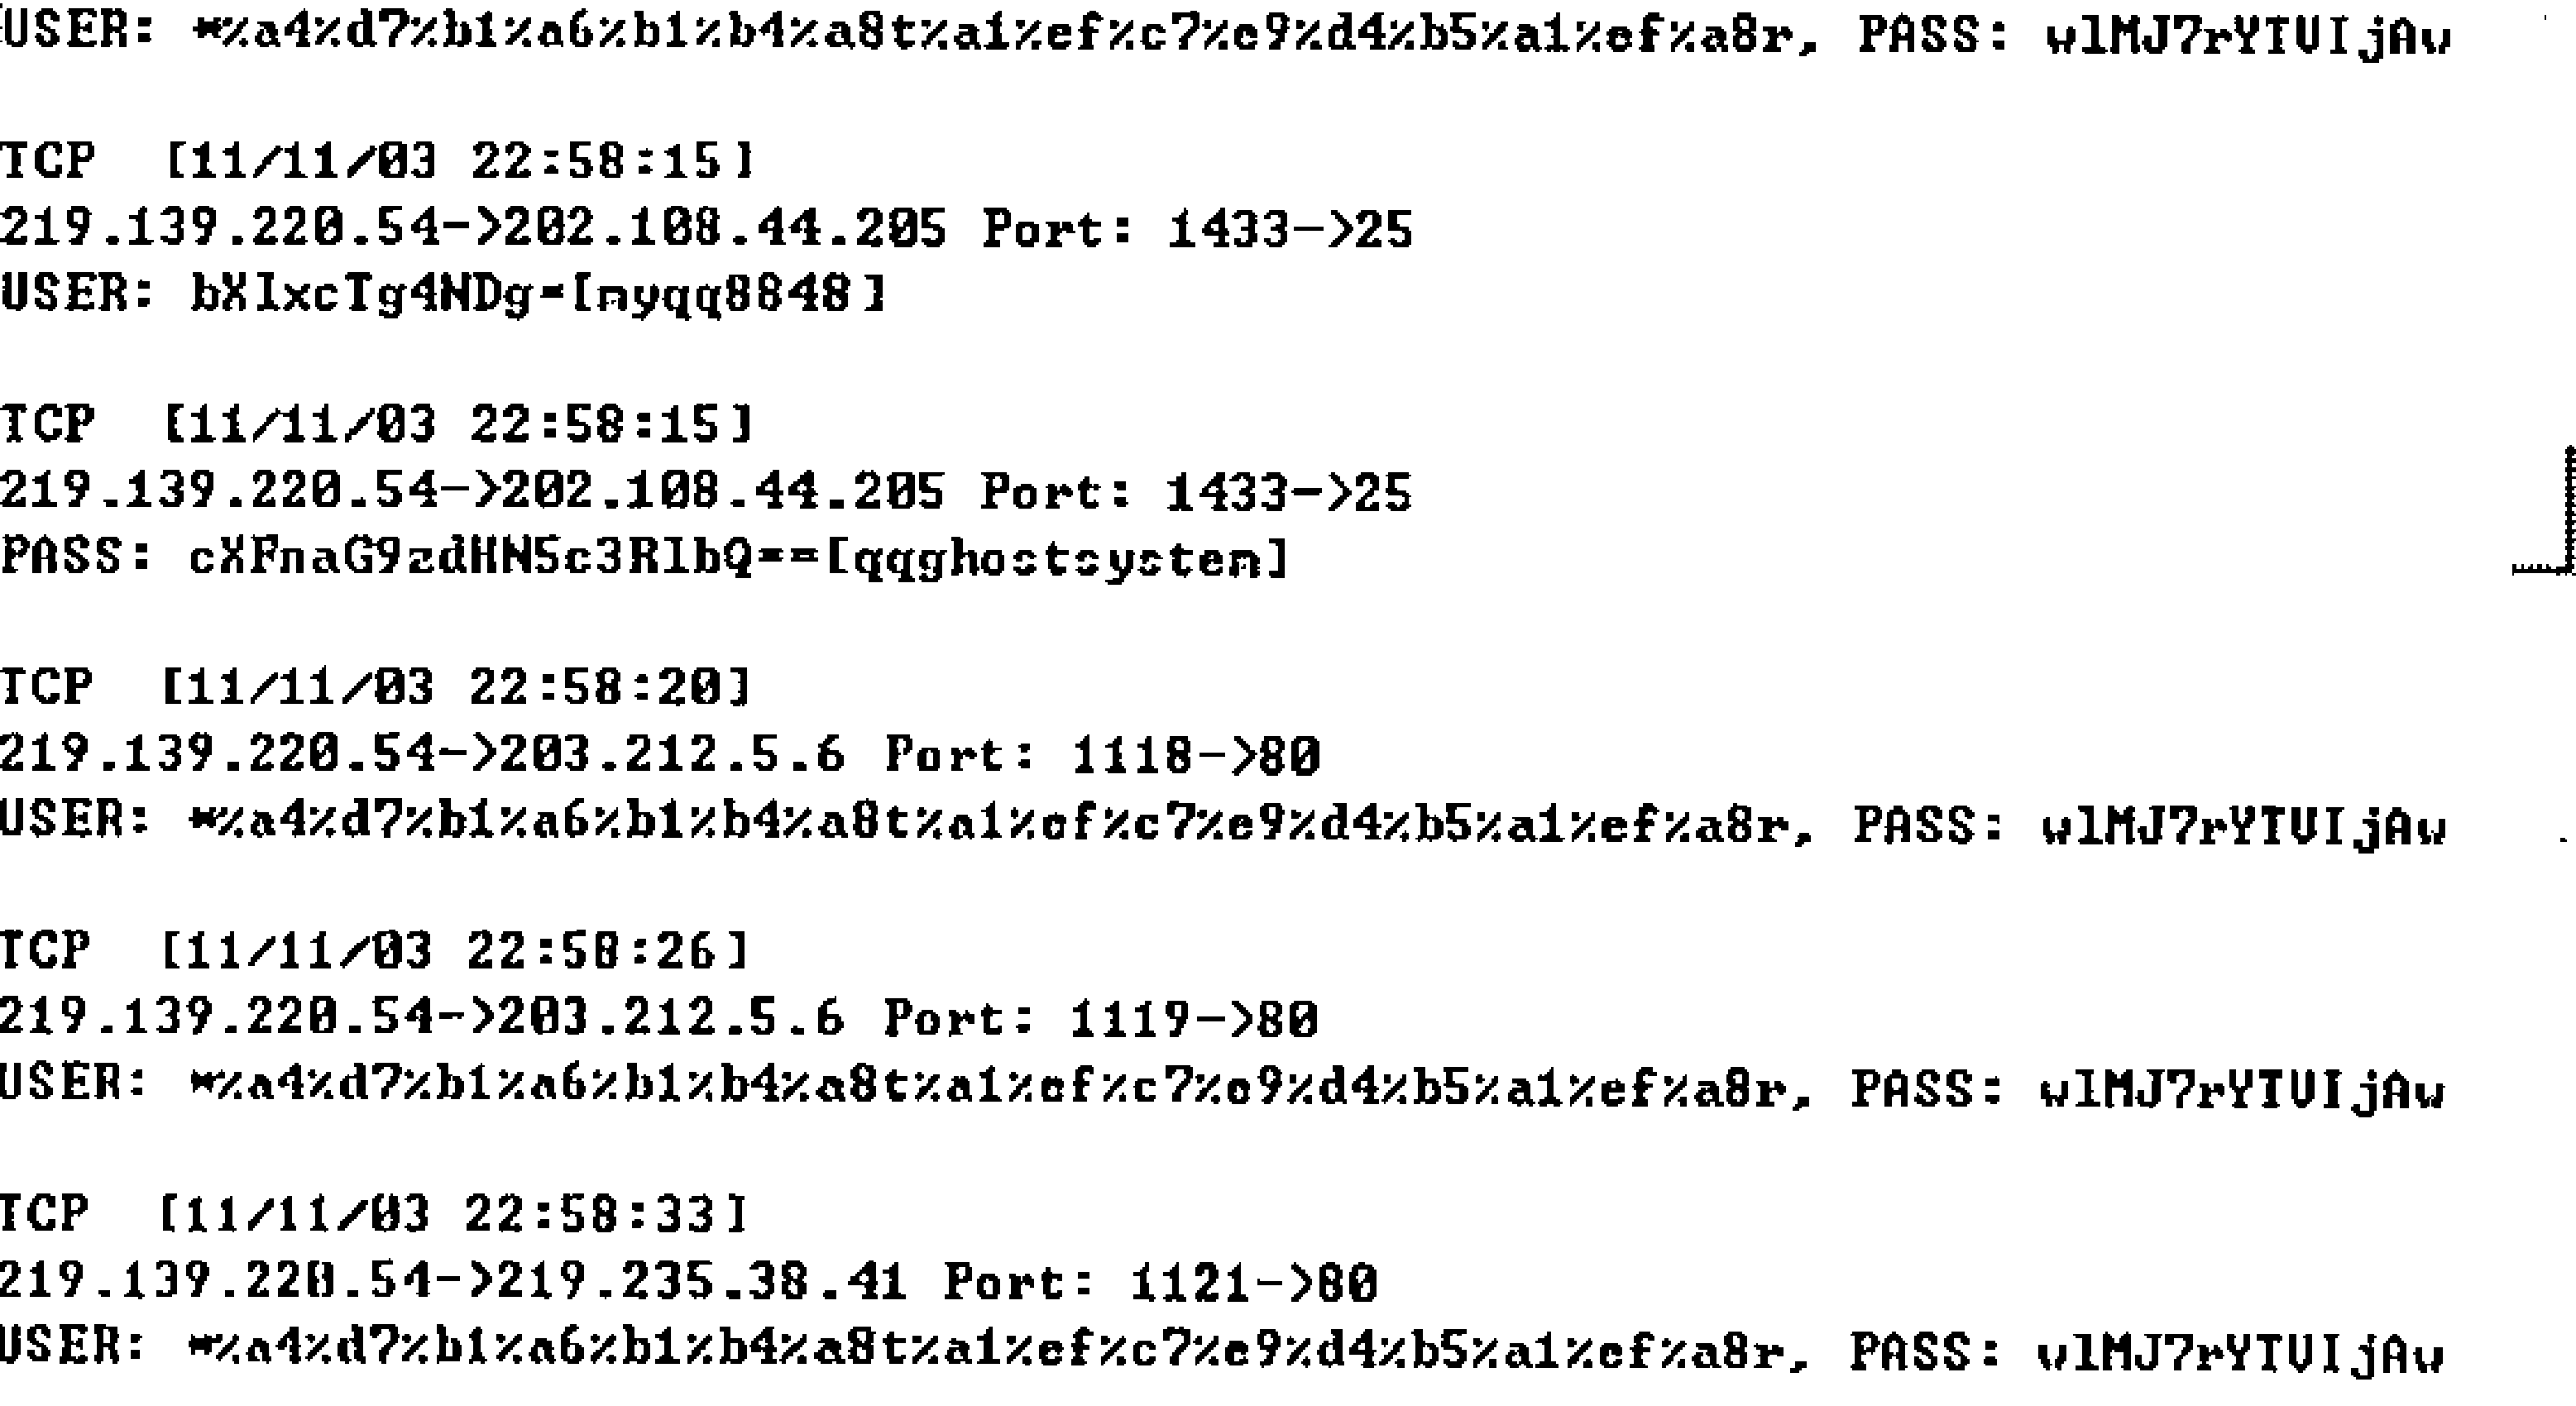 USER: *%a4%d7%b1%a6%b1%b4%a8t%a1%ef%c7%e9%d4%b5%a1%ef%a8r, PASS: wlMJ7rYTUIjAw
TCP [11/11/03 22:58:15]
219.139.220.54->202.108.44.205 Port: 1433->25
USER: bXlxcTg4NDg=[myqq8848]
TCP [11/11/03 22:58:15]
219.139.220.54->202.108.44.205 Port: 1433->25
PASS: cXFnaG9zdHN5c3RlbQ==[qqghostsystem]
TCP [11/11/03 22:58:20]
219.139.220.54->203.212.5.6 Port: 1118->80
USER: *%a4%d7%b1%a6%b1%b4%a8t%a1%ef%c7%e9%d4%b5%a1%ef%a8r, PASS: wlMJ7rYTUIjAw
TCP [11/11/03 22:58:26]
219.139.220.54->203.212.5.6 Port: 1119->80
USER: *%a4%d7%b1%a6%b1%b4%a8t%a1%ef%c7%e9%d4%b5%a1%ef%a8r, PASS: wlMJ7rYTUIjAw
TCP [11/11/03 22:58:33]
219.139.220.54->219.235.38.41 Port: 1121->80
USER: *%a4%d7%b1%a6%b1%b4%a8t%a1%ef%c7%e9%d4%b5%a1%ef%a8r, PASS: wlMJ7rYTUIjAw